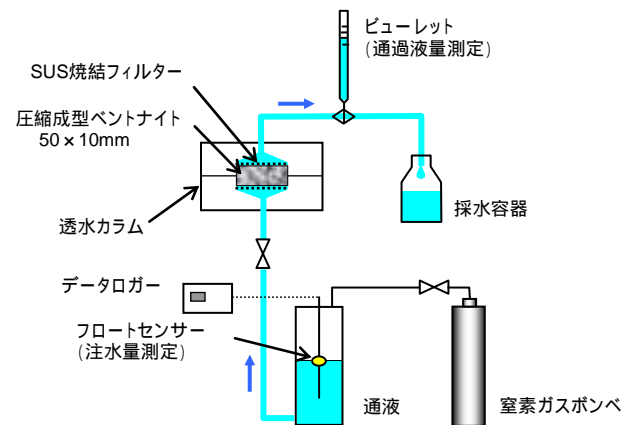 ビューレット
(通過液量測定)
SUS焼結フィルター
圧縮成型ベントナイト
50×10mm
透水カラム
採水容器
データロガー
フロートセンサー
(注水量測定)
通液
窒素ガスボンベ